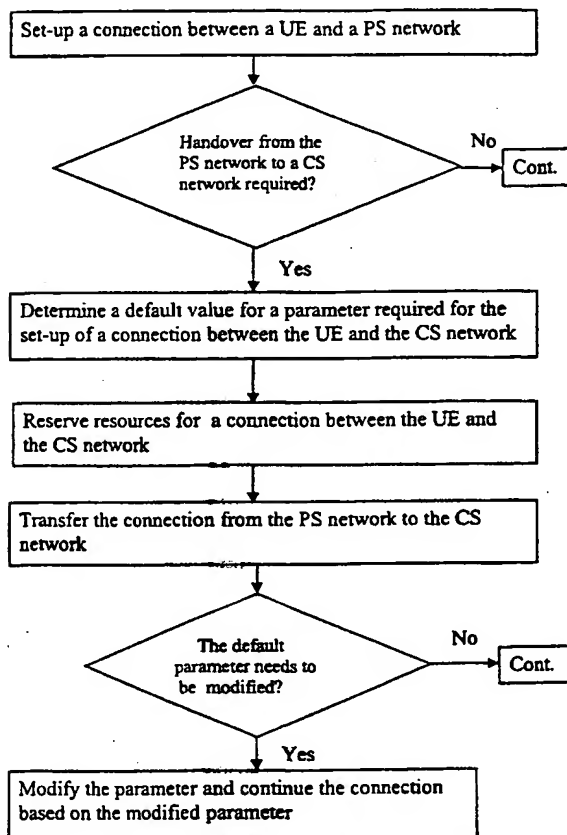 Set-up a connection between a UE and a PS network
Handover from the
PS network to a CS
network required?
No
Cont.
Yes
Determine a default value for a parameter required for the
set-up of a connection between the UE and the CS network
Reserve resources for a connection between the UE and
the CS network
Transfer the connection from the PS network to the CS
network
The default
parameter needs to
be modified?
No
Cont.
Yes
Modify the parameter and continue the connection
based on the modified parameter